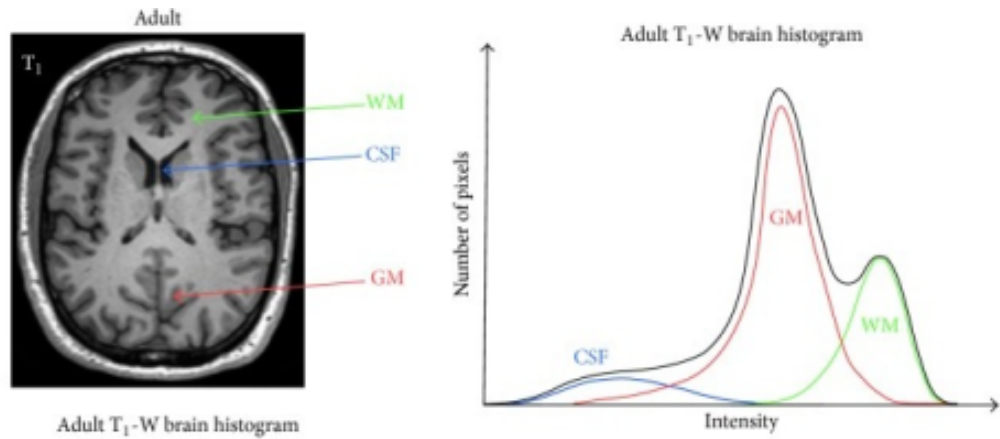 Adult
T₁
WM
CSF
GM
Adult T₁-W brain histogram
Adult T₁-W brain histogram
Number of pixels
GM
WM
CSF
Intensity